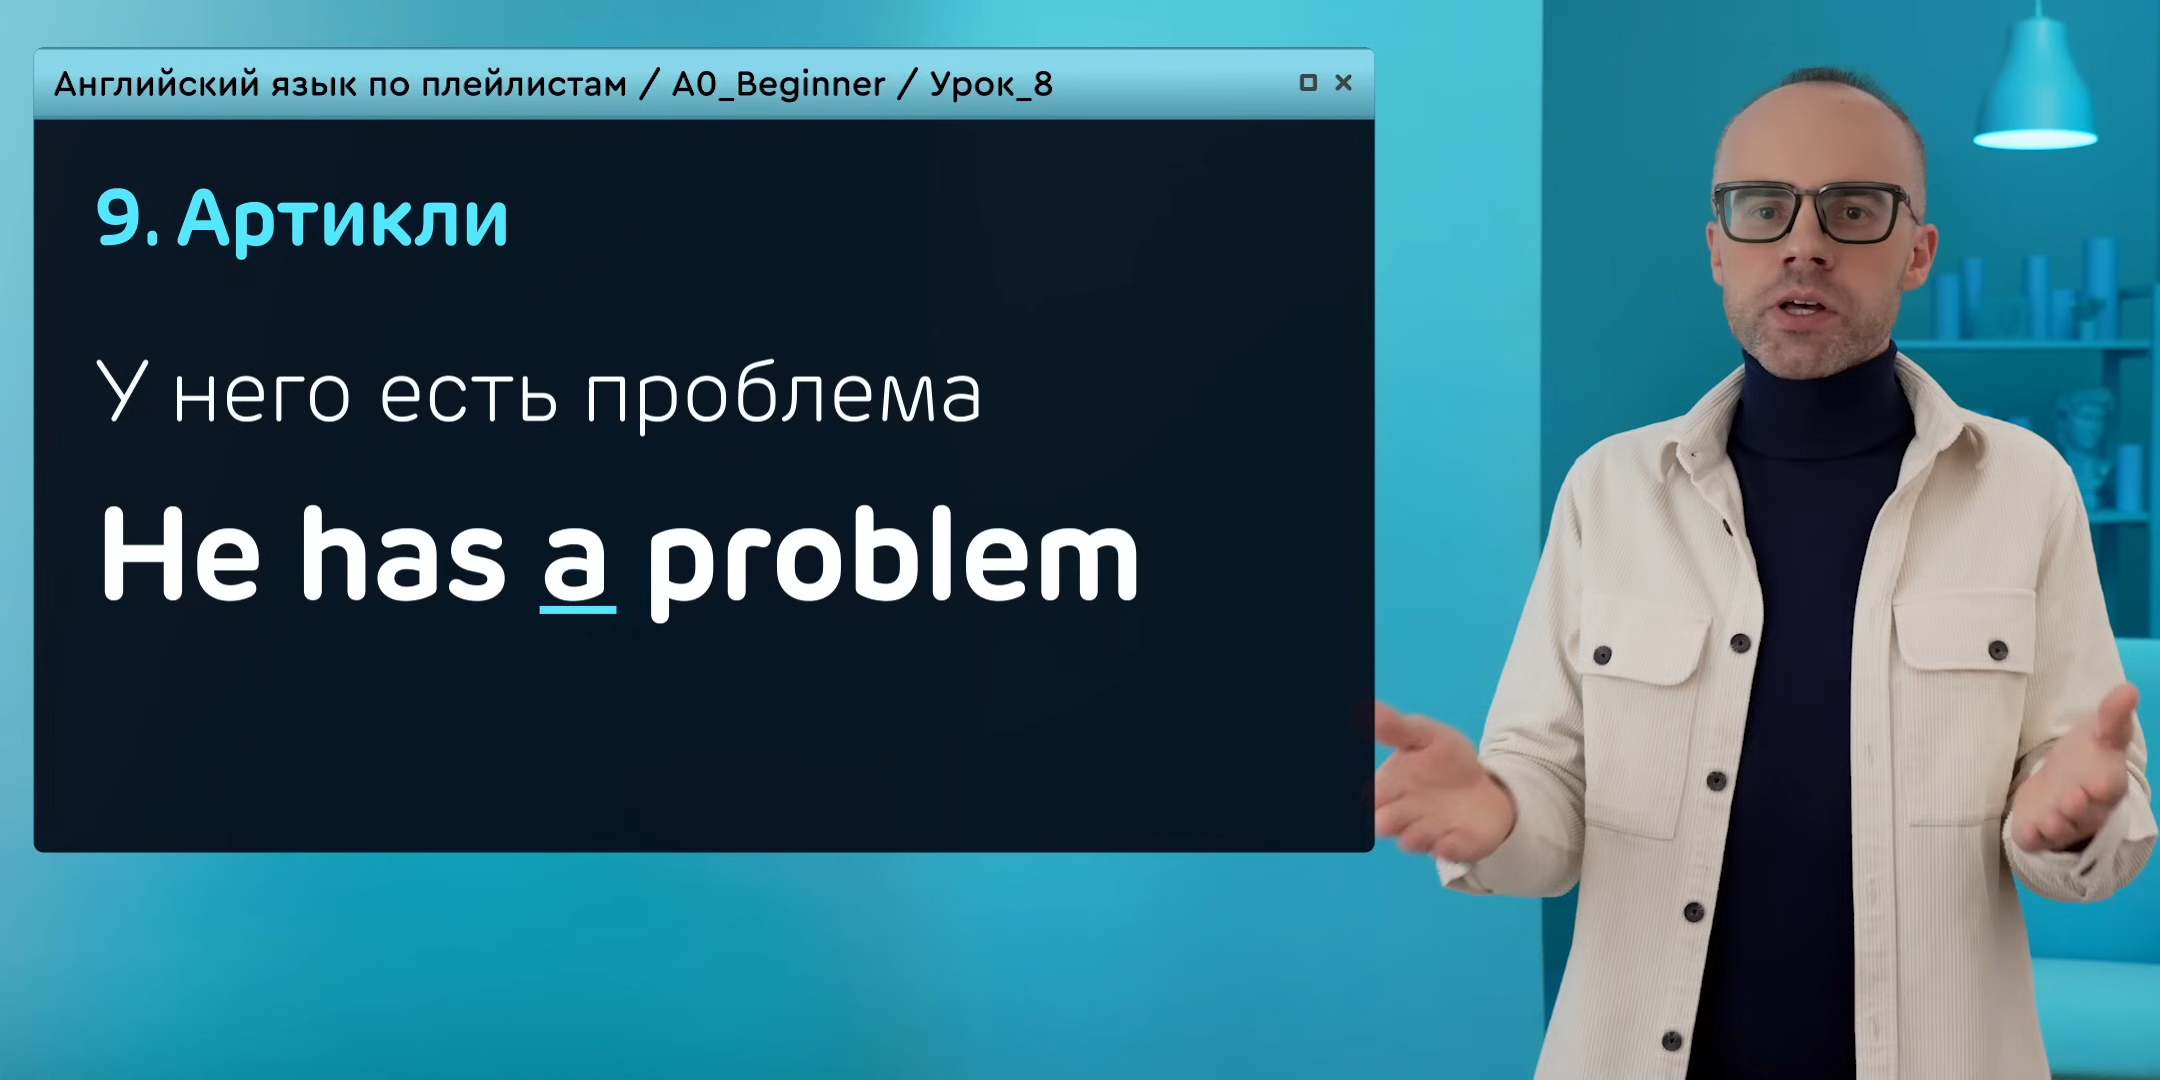 Английский язык по плейлистам / A0_Beginner / Урок_8
9. Артикли
У него есть проблема
He has a problem